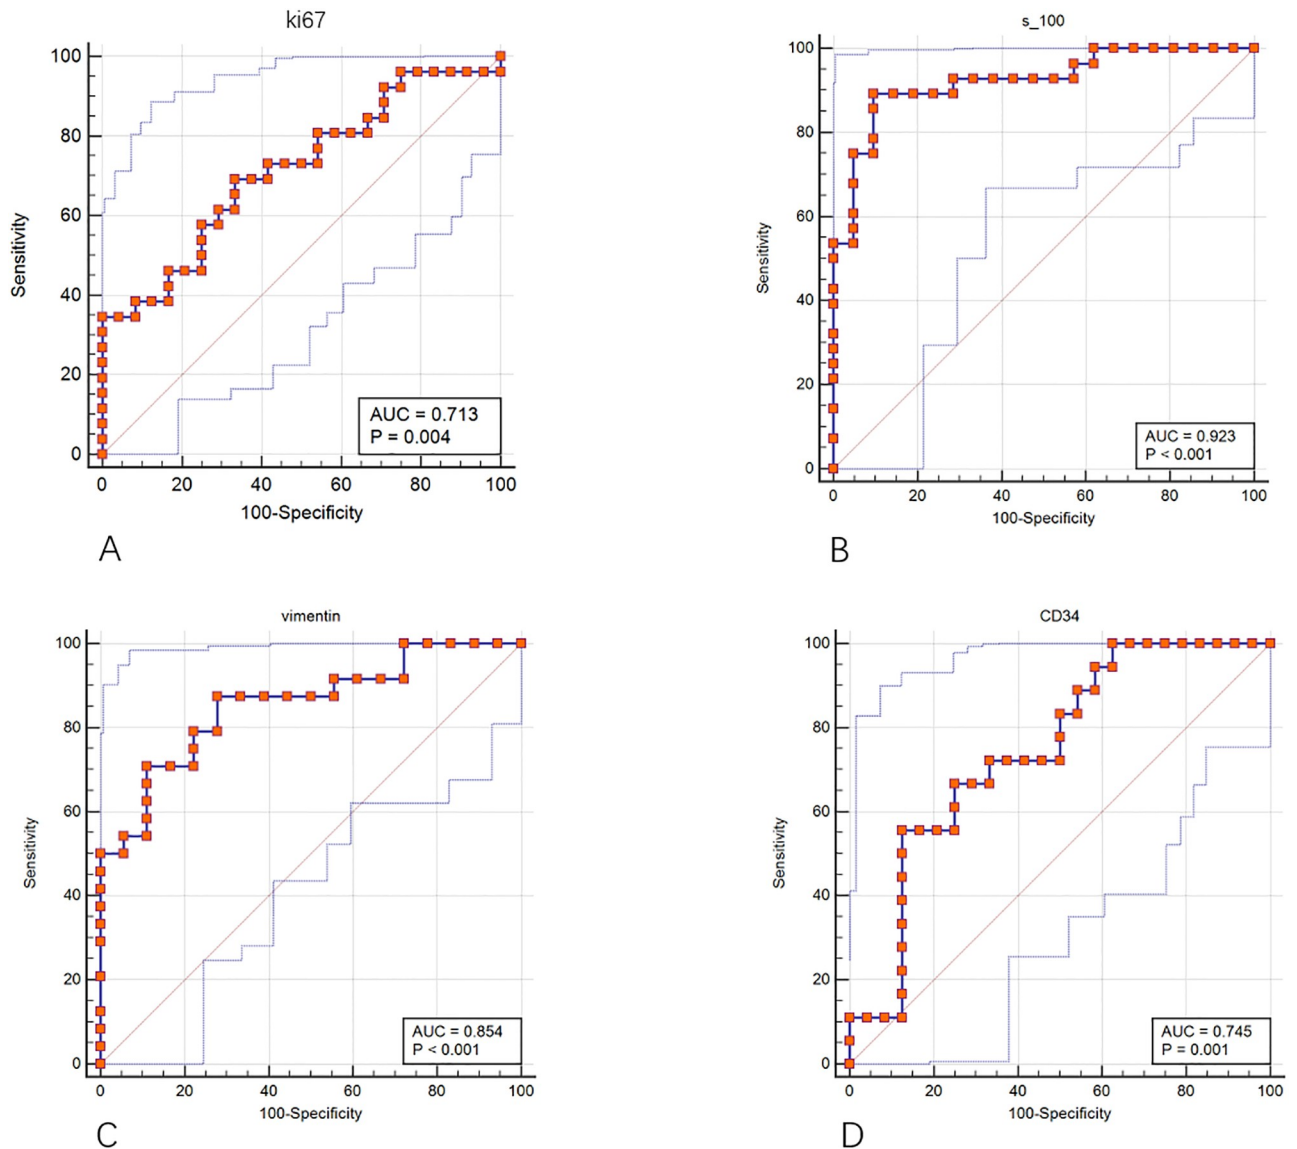 ki67
100
80
60
40
20
0
Sensitivity
AUC = 0.713
P = 0.004
0 20 40 60 80 100
100-Specificity
A
s_100
100
80
60
40
20
0
Sensitivity
AUC = 0.923
P < 0.001
0 20 40 60 80 100
100-Specificity
B
vimentin
100
80
60
40
20
0
Sensitivity
AUC = 0.854
P < 0.001
0 20 40 60 80 100
100-Specificity
C
CD34
100
80
60
40
20
0
Sensitivity
AUC = 0.745
P = 0.001
0 20 40 60 80 100
100-Specificity
D